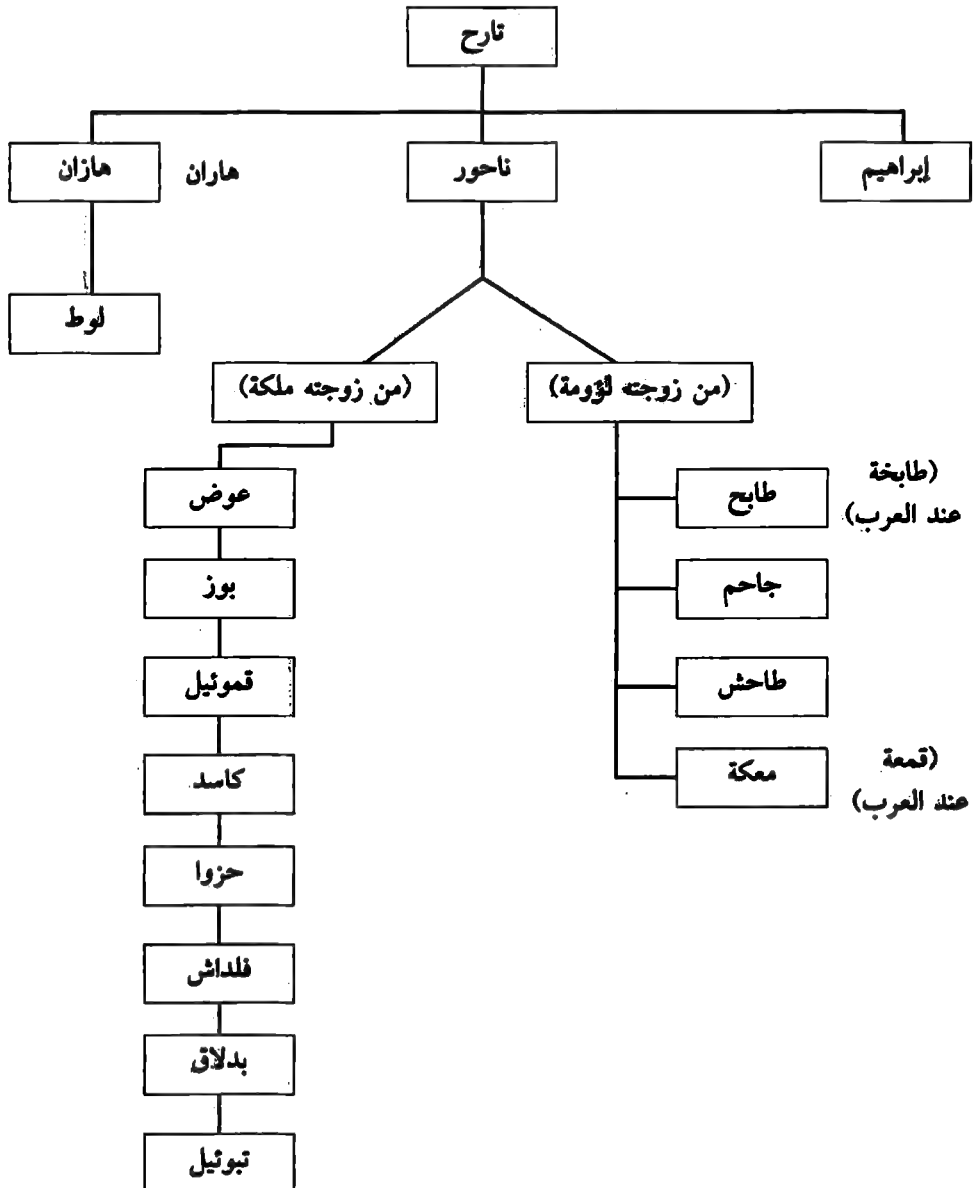 تارح
إبراهيم
ناحور
هاران
هازان
لوط
(من زوجته لؤومة)
(من زوجته ملكة)
(طابخة
عند العرب)
طابح
جاحم
طاحش
معكة
(قمعة
عند العرب)
عوض
بوز
قموئيل
كاسد
حزوا
فلداش
بدلاق
تبوئيل